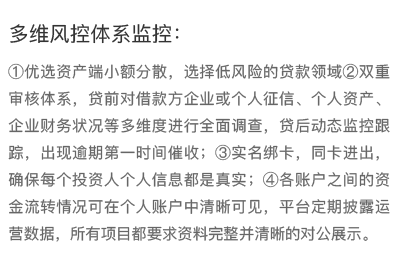 多维风控体系监控：
①优选资产端小额分散，选择低风险的贷款领域②双重
审核体系，贷前对借款方企业或个人征信、个人资产、
企业财务状况等多维度进行全面调查，贷后动态监控跟
踪，出现逾期第一时间催收；③实名绑卡，同卡进出，
确保每个投资人个人信息都是真实；④各账户之间的资
金流转情况可在个人账户中清晰可见，平台定期披露运
营数据，所有项目都要求资料完整并清晰的对公展示。